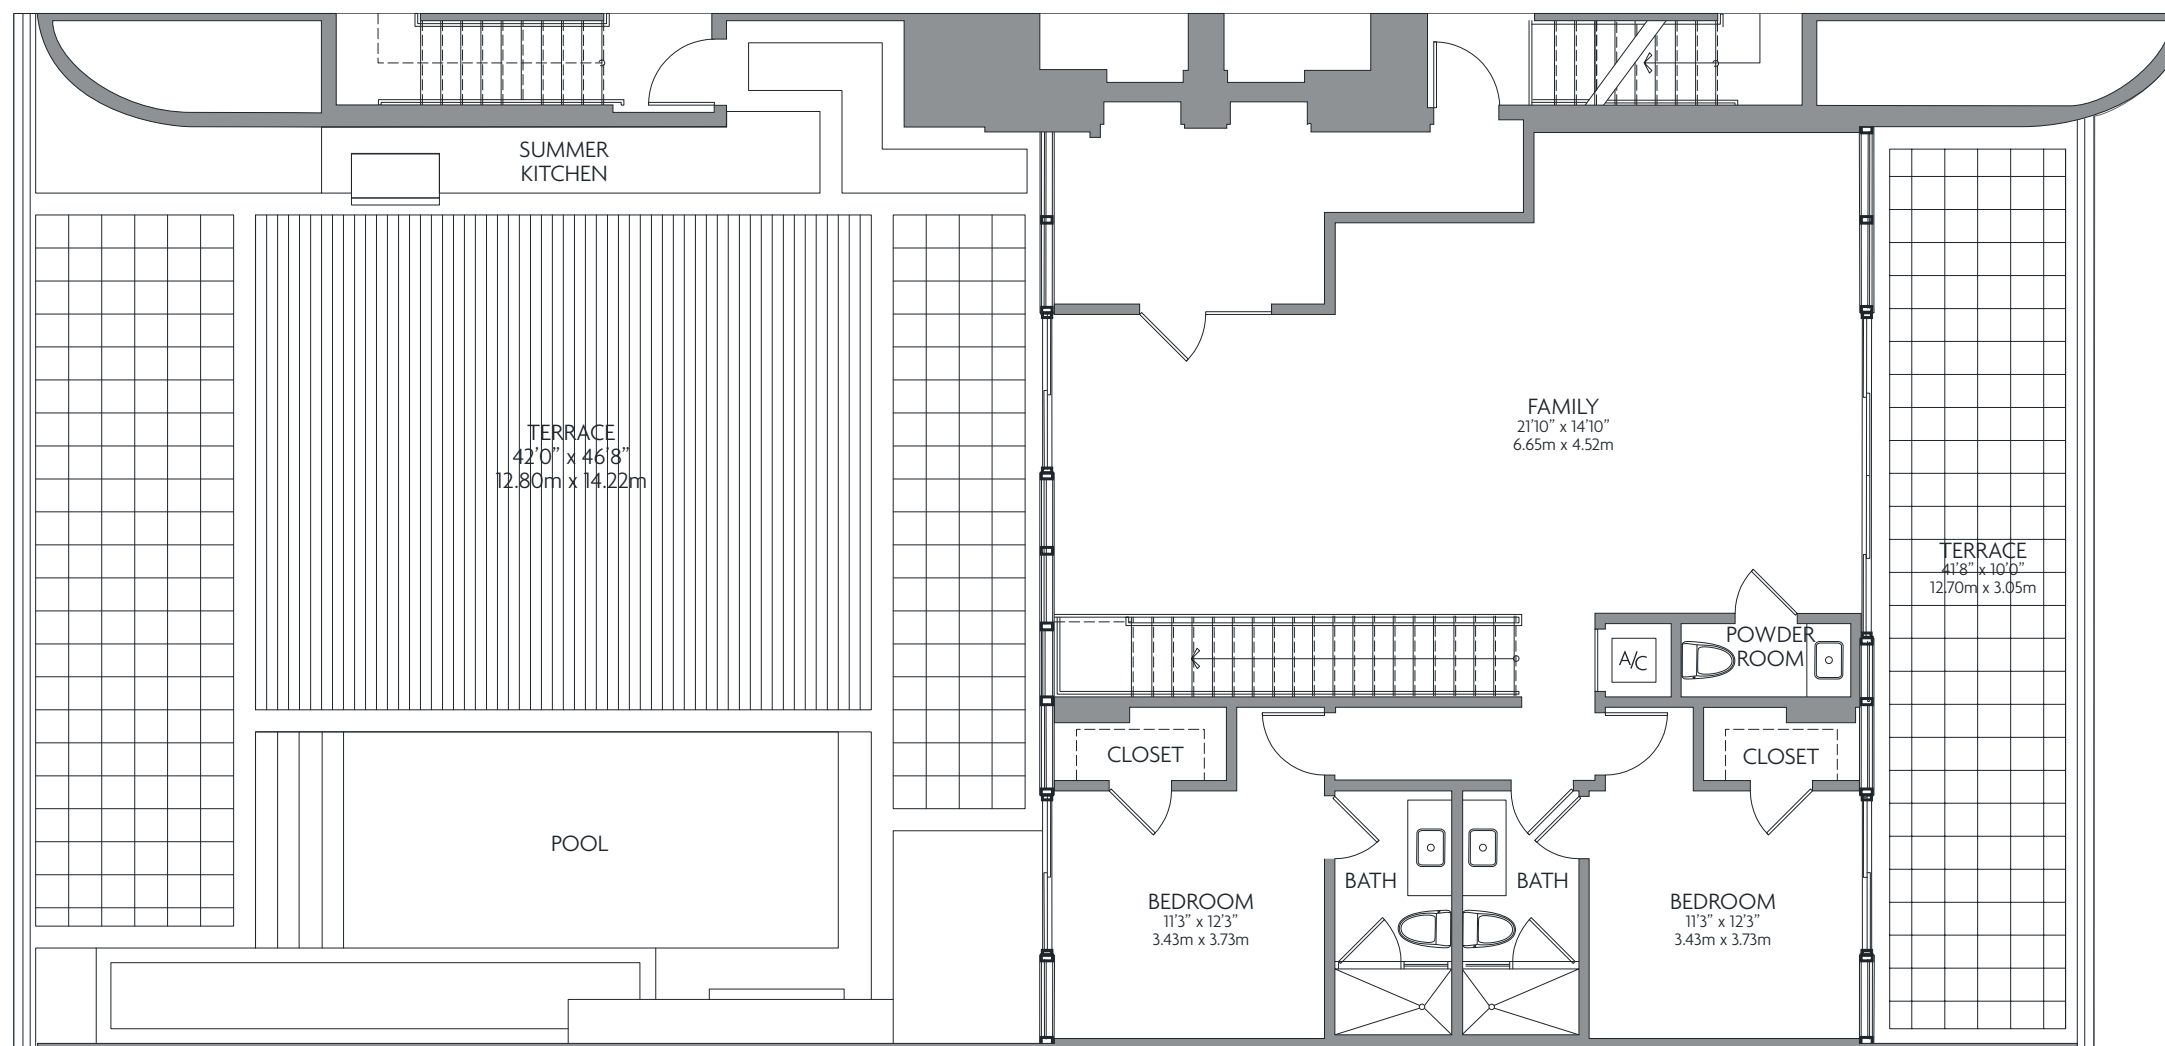 SUMMER
KITCHEN
TERRACE
42'0” x 46'8”
12.80m x 14.22m
FAMILY
21'10” x 14'10”
6.65m x 4.52m
TERRACE
41'8” x 10'0”
12.70m x 3.05m
POWDER
ROOM
A/C
CLOSET
CLOSET
POOL
BATH
BATH
BEDROOM
11'3” x 12'3”
3.43m x 3.73m
BEDROOM
11'3” x 12'3”
3.43m x 3.73m